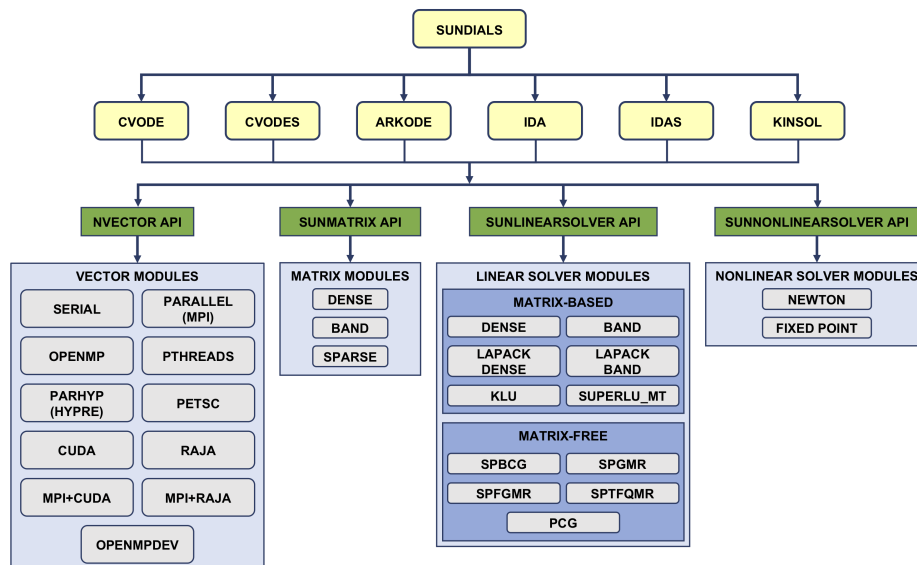 SUNDIALS
CVODE
CVODES
ARKODE
IDA
IDAS
KINSOL
NVECTOR API
SUNMATRIX API
SUNLINEARSOLVER API
SUNNONLINEARSOLVER API
VECTOR MODULES
SERIAL
PARALLEL
(MPI)
OPENMP
PTHREADS
PARHYP
(HYPRE)
PETSC
CUDA
RAJA
MPI+CUDA
MPI+RAJA
OPENMPDEV
MATRIX MODULES
DENSE
BAND
SPARSE
LINEAR SOLVER MODULES
MATRIX-BASED
DENSE
BAND
LAPACK
DENSE
LAPACK
BAND
KLU
SUPERLU_MT
MATRIX-FREE
SPBCG
SPGMR
SPFGMR
SPTFQMR
PCG
NONLINEAR SOLVER MODULES
NEWTON
FIXED POINT